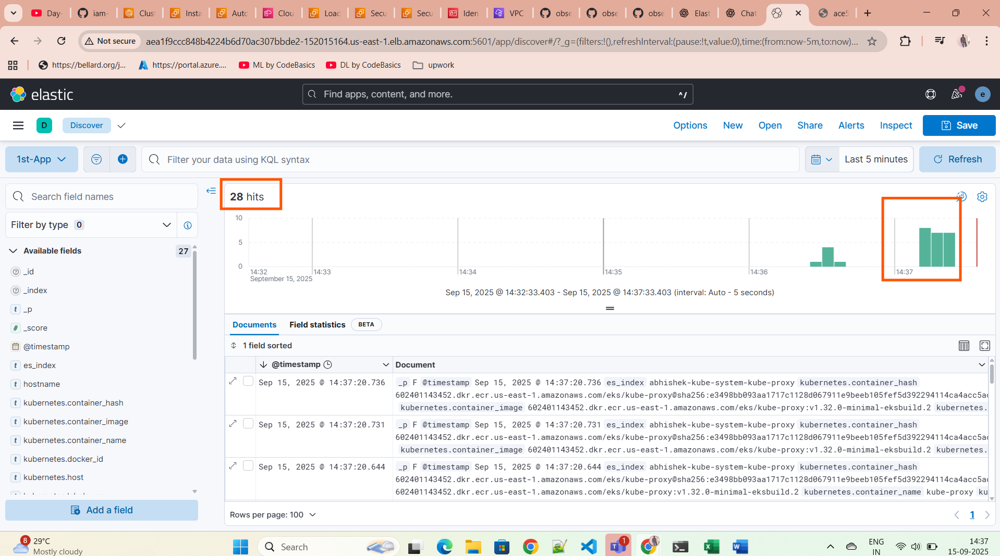 Day-
iam-
Clust
Insta
Auto
Clou
Load
Secu
Secu
Iden
VPC
obse
obse
obse
Elast
Chat
ace5
Not secure
aea1f9ccc848b4224b6d70ac307bbde2-152015164.us-east-1.elb.amazonaws.com:5601/app/discover#/?_g=(filters:!(),refreshInterval:(pause:!t,value:0),time:(from:now-5m,to:now)...
https://bellard.org/j...
https://portal.azure....
ML by CodeBasics
DL by CodeBasics
upwork
elastic
Find apps, content, and more.
^/
e
D
Discover
Options
New
Open
Share
Alerts
Inspect
Save
1st-App
Filter your data using KQL syntax
Last 5 minutes
Refresh
Search field names
28 hits
Filter by type 0
Available fields
27
_id
_index
t _p
# _score
@timestamp
t es_index
t hostname
t kubernetes.container_hash
t kubernetes.container_image
t kubernetes.container_name
t kubernetes.docker_id
t kubernetes.host
Add a field
10
5
0
14:32
September 15, 2025
14:33
14:34
14:35
14:36
14:37
Sep 15, 2025 @ 14:32:33.403 - Sep 15, 2025 @ 14:37:33.403 (interval: Auto - 5 seconds)
Documents
Field statistics
BETA
1 field sorted
@timestamp
Document
Sep 15, 2025 @ 14:37:20.736
_p F @timestamp Sep 15, 2025 @ 14:37:20.736 es_index abhishek-kube-system-kube-proxy kubernetes.container_hash
602401143452.dkr.ecr.us-east-1.amazonaws.com/eks/kube-proxy@sha256:e3498bb093aa1717c1128d067911e9beeb105fef5d392294114ca4acc5a
kubernetes.container_image 602401143452.dkr.ecr.us-east-1.amazonaws.com/eks/kube-proxy:v1.32.0-minimal-eksbuild.2 kubernetes.
Sep 15, 2025 @ 14:37:20.731
_p F @timestamp Sep 15, 2025 @ 14:37:20.731 es_index abhishek-kube-system-kube-proxy kubernetes.container_hash
602401143452.dkr.ecr.us-east-1.amazonaws.com/eks/kube-proxy@sha256:e3498bb093aa1717c1128d067911e9beeb105fef5d392294114ca4acc5a
kubernetes.container_image 602401143452.dkr.ecr.us-east-1.amazonaws.com/eks/kube-proxy:v1.32.0-minimal-eksbuild.2 kubernetes.
Sep 15, 2025 @ 14:37:20.644
_p F @timestamp Sep 15, 2025 @ 14:37:20.644 es_index abhishek-kube-system-kube-proxy kubernetes.container_hash
602401143452.dkr.ecr.us-east-1.amazonaws.com/eks/kube-proxy@sha256:e3498bb093aa1717c1128d067911e9beeb105fef5d392294114ca4acc5a
602401143452.dkr.ecr.us-east-1.amazonaws.com/eks/kube-proxy:v1.32.0-minimal-eksbuild.2 kubernetes.container_name kube-proxy ku
Rows per page: 100
1
8
29°C
Mostly cloudy
Search
1
ENG
IN
14:37
15-09-2025